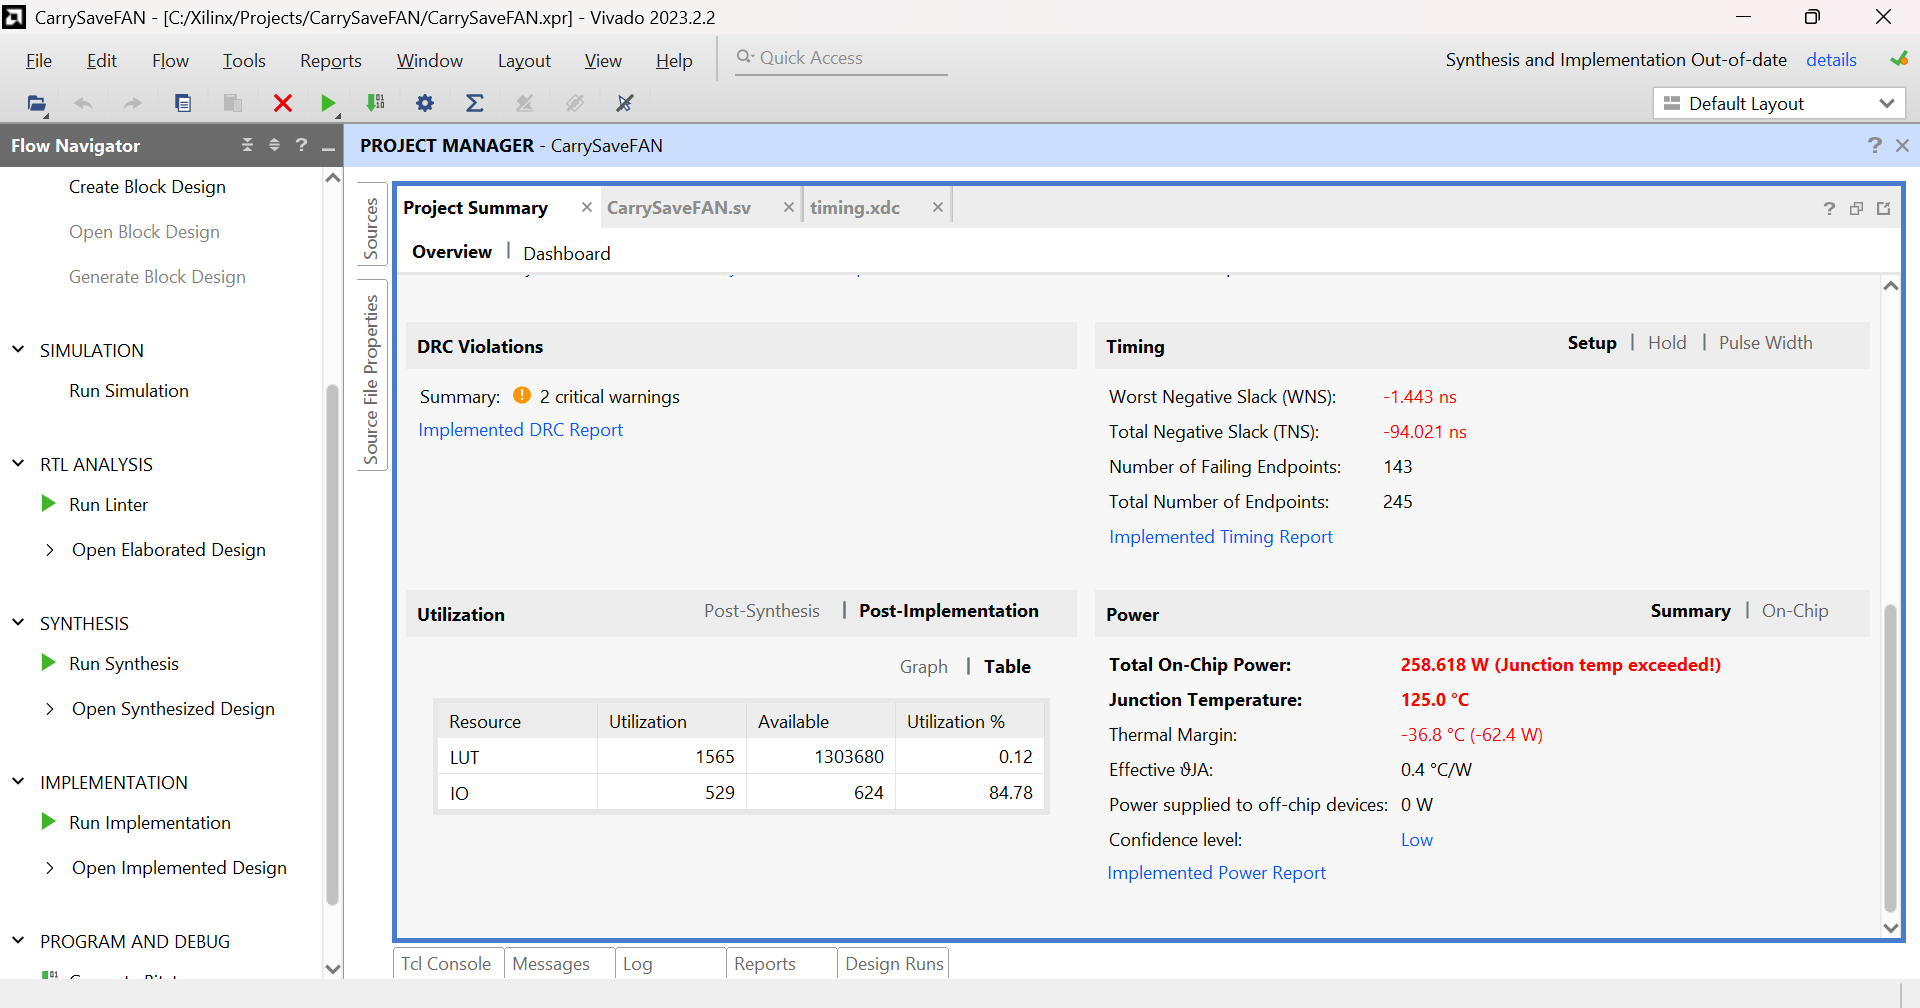 CarrySaveFAN - [C:/Xilinx/Projects/CarrySaveFAN/CarrySaveFAN.xpr] - Vivado 2023.2.2
File Edit Flow Tools Reports Window Layout View Help Quick Access
Synthesis and Implementation Out-of-date details
Default Layout
Flow Navigator
PROJECT MANAGER - CarrySaveFAN
Create Block Design
Open Block Design
Generate Block Design
SIMULATION
Run Simulation
RTL ANALYSIS
Run Linter
Open Elaborated Design
SYNTHESIS
Run Synthesis
Open Synthesized Design
IMPLEMENTATION
Run Implementation
Open Implemented Design
PROGRAM AND DEBUG
Sources
Source File Properties
Project Summary CarrySaveFAN.sv timing.xdc
Overview | Dashboard
DRC Violations
Summary: 2 critical warnings
Implemented DRC Report
Timing Setup | Hold | Pulse Width
Worst Negative Slack (WNS): -1.443 ns
Total Negative Slack (TNS): -94.021 ns
Number of Failing Endpoints: 143
Total Number of Endpoints: 245
Implemented Timing Report
Utilization Post-Synthesis | Post-Implementation
Graph | Table
Resource Utilization Available Utilization %
LUT 1565 1303680 0.12
IO 529 624 84.78
Power Summary | On-Chip
Total On-Chip Power: 258.618 W (Junction temp exceeded!)
Junction Temperature: 125.0 °C
Thermal Margin: -36.8 °C (-62.4 W)
Effective ϑJA: 0.4 °C/W
Power supplied to off-chip devices: 0 W
Confidence level: Low
Implemented Power Report
Tcl Console Messages Log Reports Design Runs